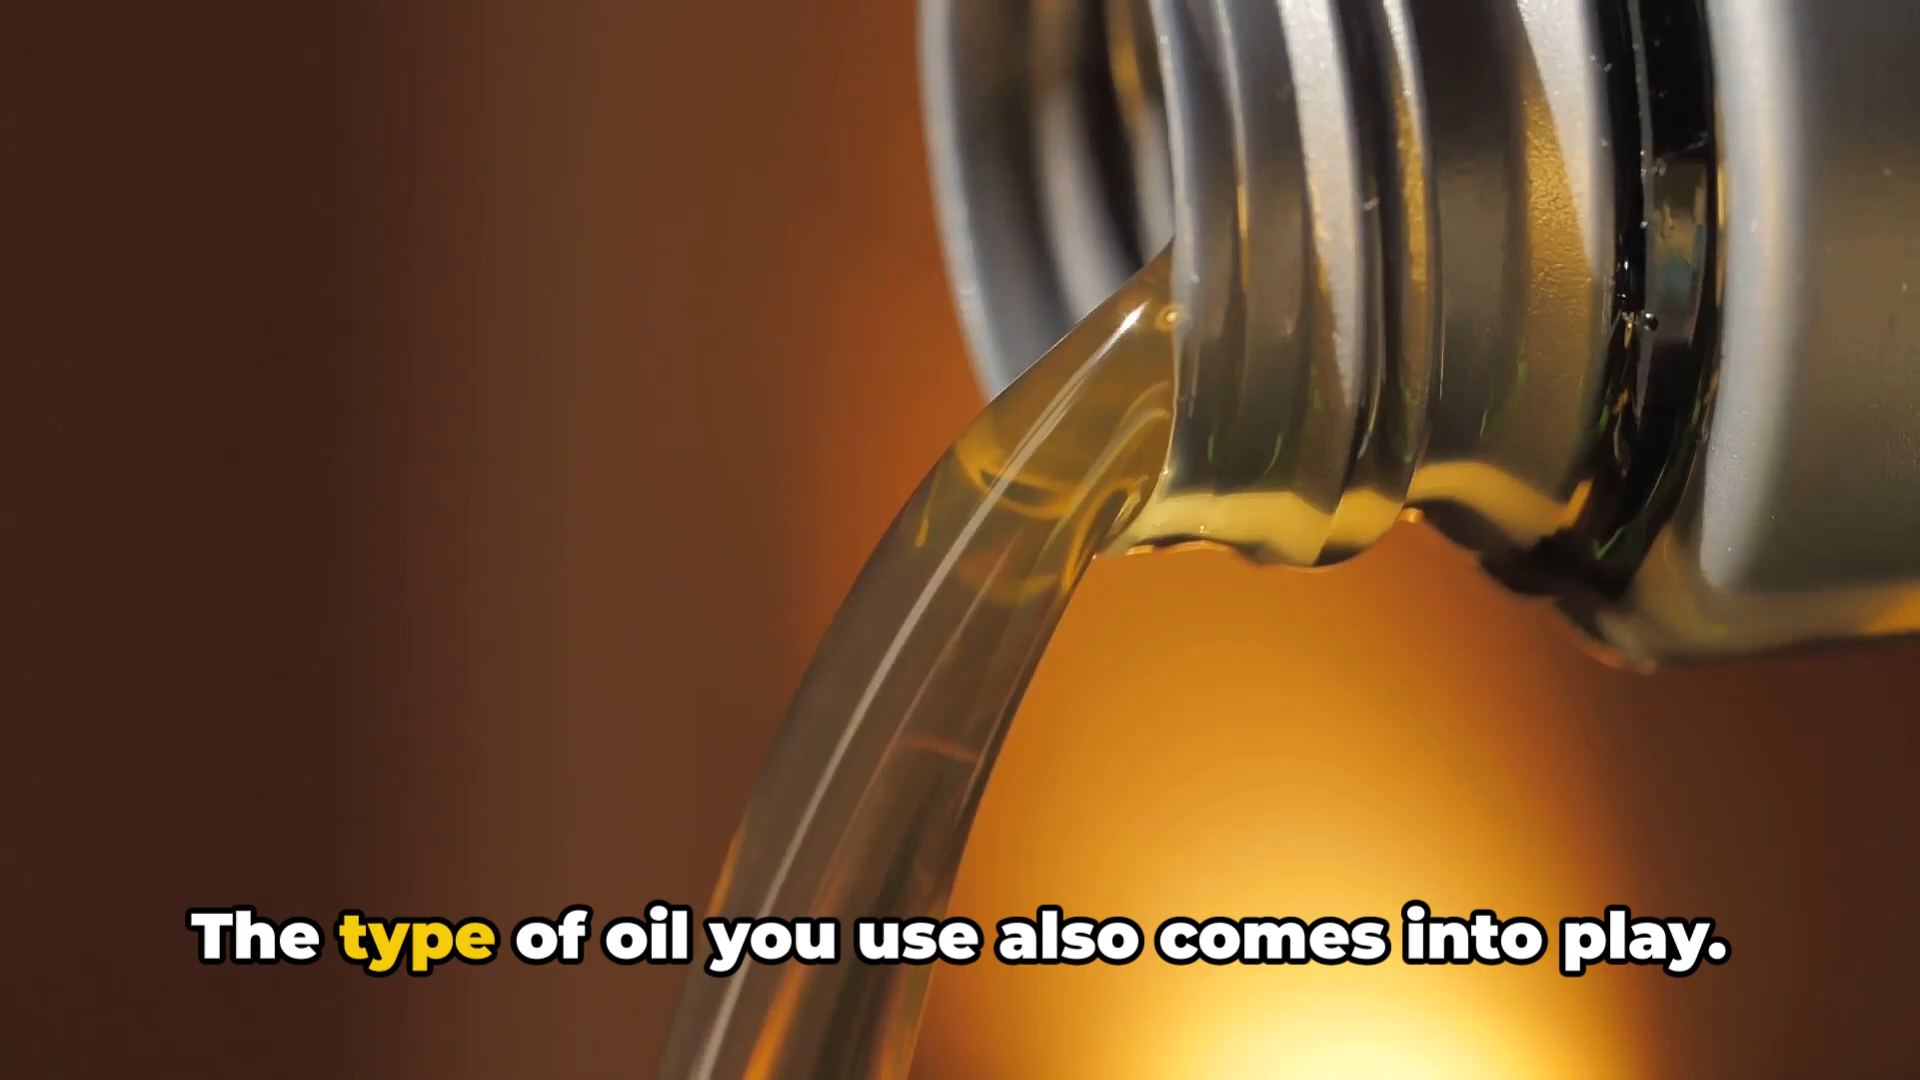 The type of oil you use also comes into play.